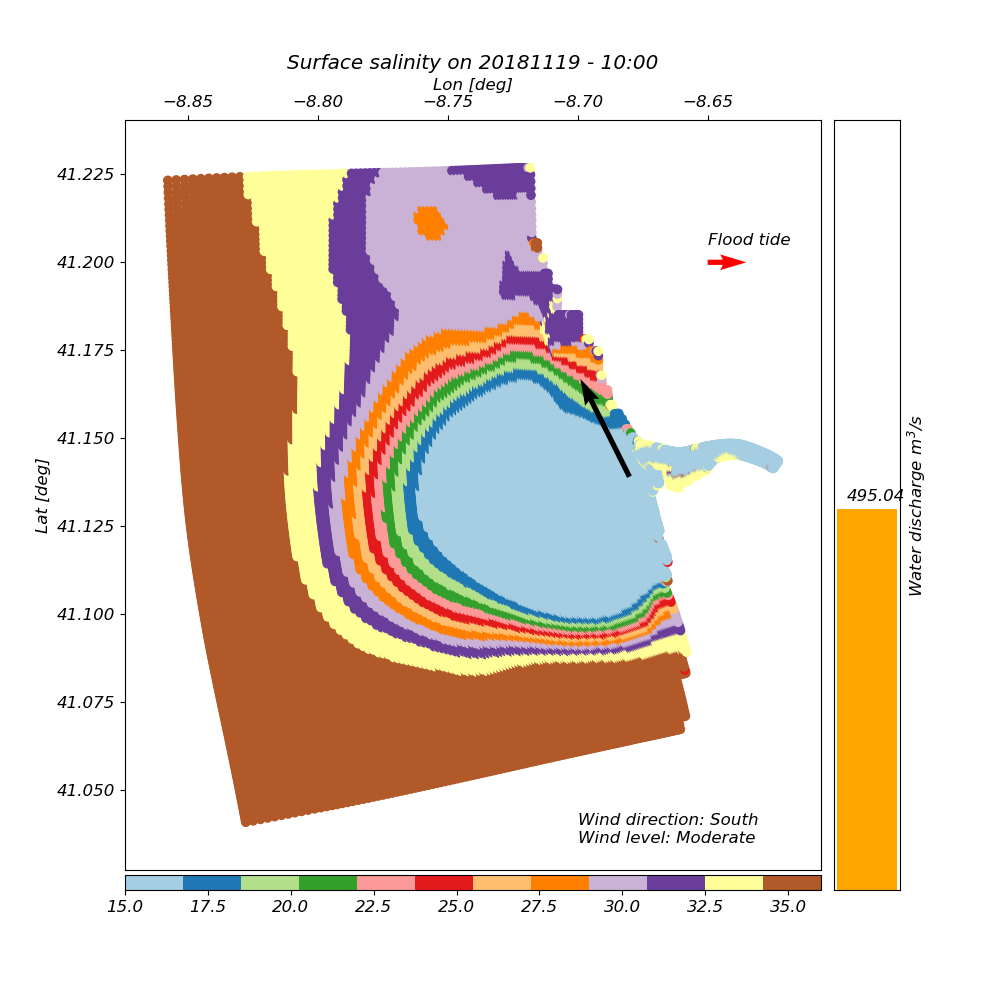 Surface salinity on 20181119 - 10:00
Lon [deg]
−8.85 −8.80 −8.75 −8.70 −8.65
41.225
41.200
41.175
41.150
41.125
41.100
41.075
41.050
Lat [deg]
Flood tide
Wind direction: South
Wind level: Moderate
495.04
Water discharge m³/s
15.0 17.5 20.0 22.5 25.0 27.5 30.0 32.5 35.0